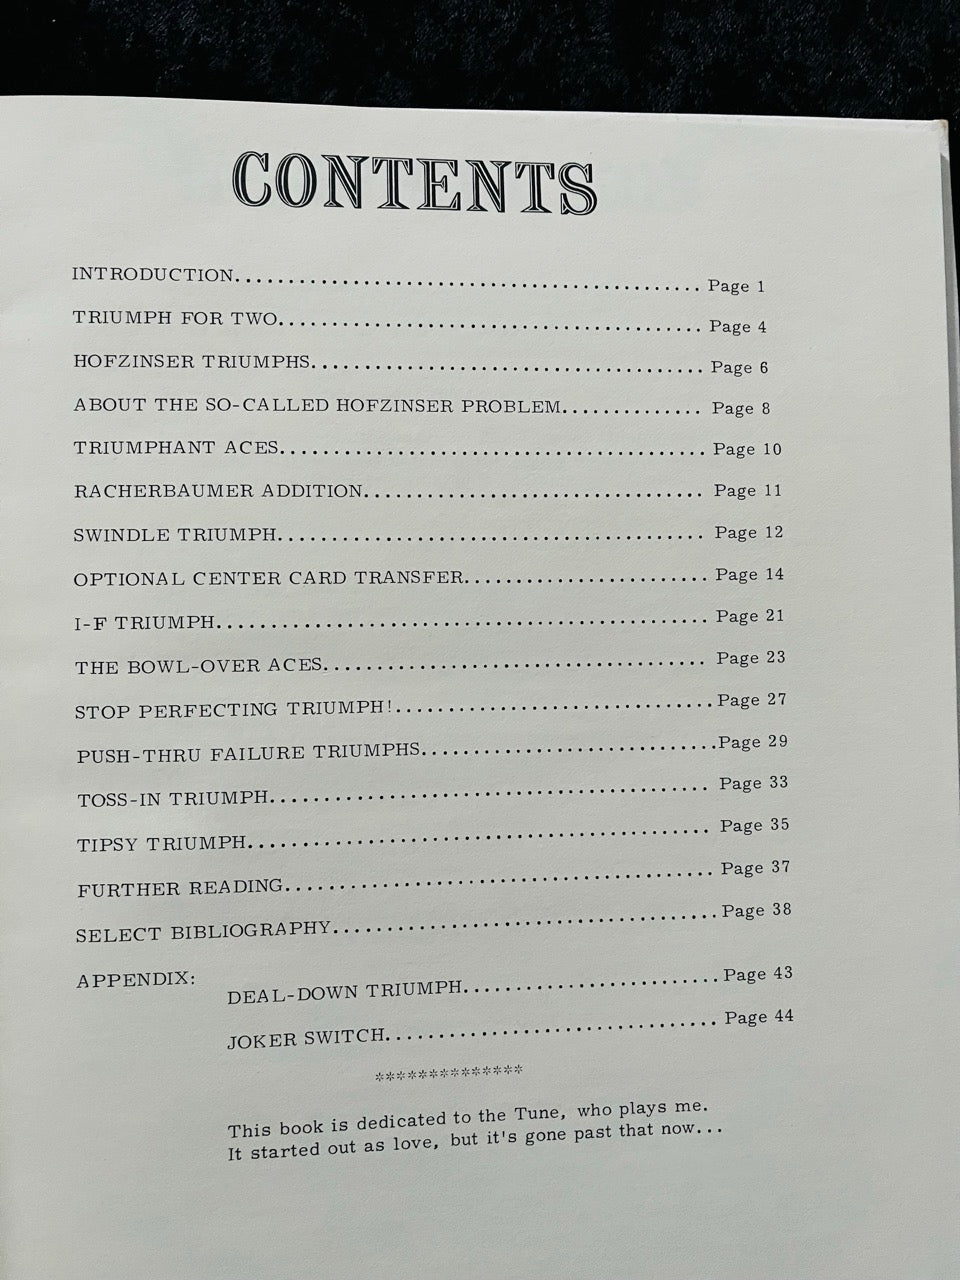 CONTENTS
INTRODUCTION.................................................. Page 1
TRIUMPH FOR TWO............................................. Page 4
HOFZINSER TRIUMPHS......................................... Page 6
ABOUT THE SO-CALLED HOFZINSER PROBLEM............. Page 8
TRIUMPHANT ACES............................................. Page 10
RACHERBAUMER ADDITION.................................... Page 11
SWINDLE TRIUMPH............................................. Page 12
OPTIONAL CENTER CARD TRANSFER......................... Page 14
I-F TRIUMPH.................................................... Page 21
THE BOWL-OVER ACES........................................ Page 23
STOP PERFECTING TRIUMPH!..................................Page 27
PUSH-THRU FAILURE TRIUMPHS...............................Page 29
TOSS-IN TRIUMPH.............................................. Page 33
TIPSY TRIUMPH................................................. Page 35
FURTHER READING............................................. Page 37
SELECT BIBLIOGRAPHY........................................ Page 38
APPENDIX:
DEAL-DOWN TRIUMPH...........................Page 43
JOKER SWITCH.................................... Page 44
**************
This book is dedicated to the Tune, who plays me.
It started out as love, but it's gone past that now...